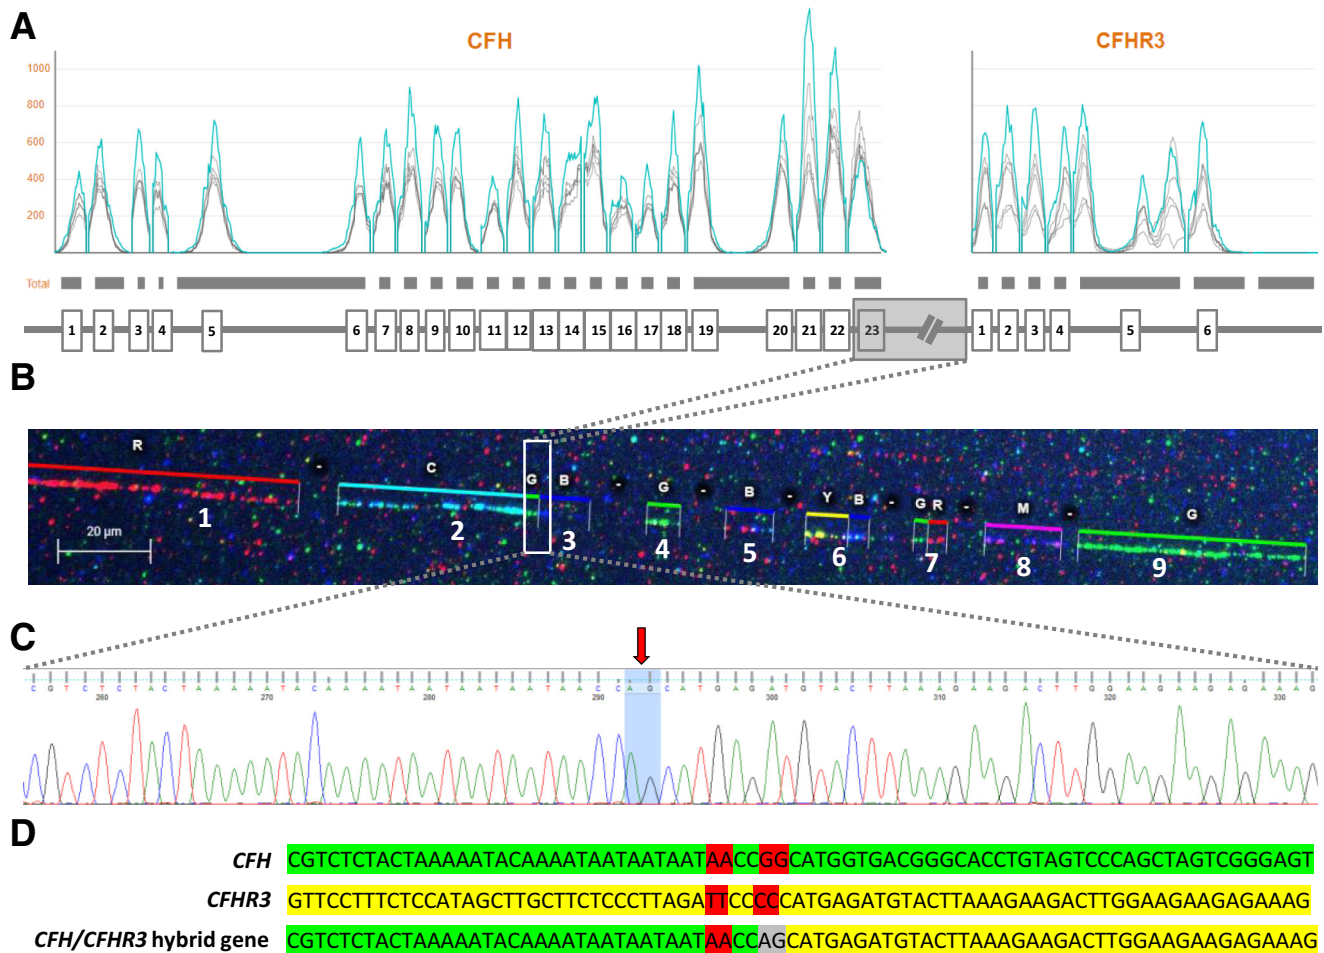 A
CFH
CFHR3
1000
800
600
400
200
Total
1 2 3 4 5 6 7 8 9 10 11 12 13 14 15 16 17 18 19 20 21 22 23 1 2 3 4 5 6
B
R - C G B - G - B - Y B - G R - M - G
1 2 3 4 5 6 7 8 9
20 µm
C
CGTCTCTACTAAAAATACAAAATAATAATAATAACCAGCATGAGATGTACTTAAAGAAGACTTGGAAGAAGAGAAAG
260 270 280 290 300 310 320 330
D
CFH CGTCTCTACTAAAAATACAAAATAATAATAATAACCGGCATGGTGACGGGCACCTGTAGTCCCAGCTAGTCGGGAGT
CFHR3 GTTCCTTTCTCCATAGCTTGCTTCTCCCTTAGATTCCCCCATGAGATGTACTTAAAGAAGACTTGGAAGAAGAGAAAG
CFH/CFHR3 hybrid gene CGTCTCTACTAAAAATACAAAATAATAATAATAACCAGCATGAGATGTACTTAAAGAAGACTTGGAAGAAGAGAAAG